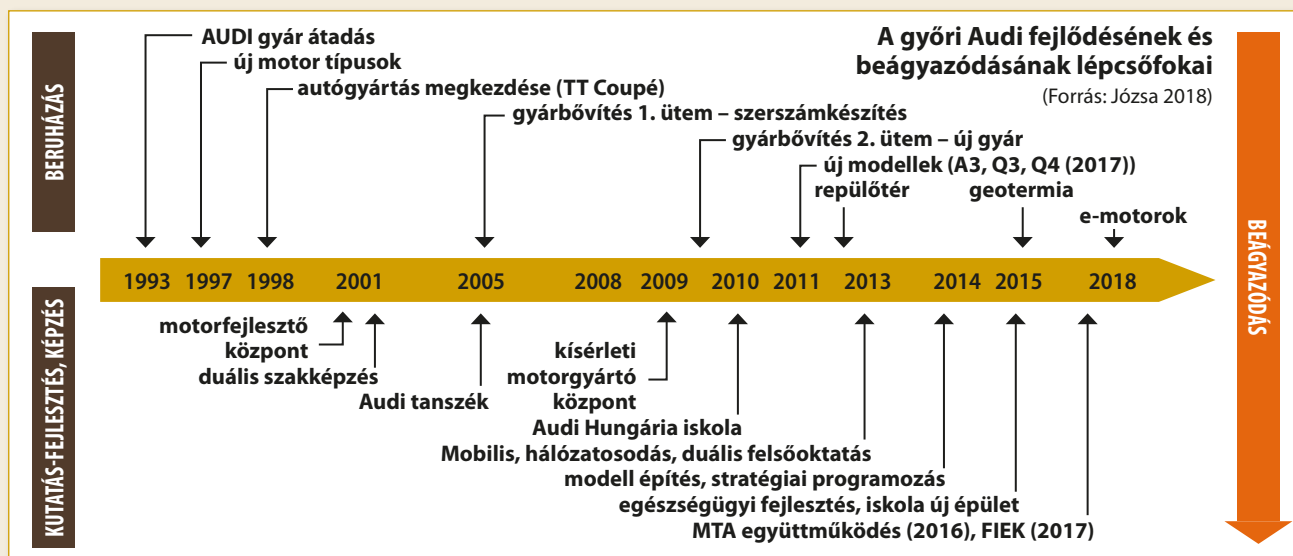 A győri Audi fejlődésének és
beágyazódásának lépcsőfokai
(Forrás: Józsa 2018)
BERUHÁZÁS
AUDI gyár átadás
új motor típusok
autógyártás megkezdése (TT Coupé)
gyárbővítés 1. ütem – szerszámkészítés
gyárbővítés 2. ütem – új gyár
új modellek (A3, Q3, Q4 (2017))
repülőtér
geotermia
e-motorok
1993 1997 1998 2001 2005 2008 2009 2010 2011 2013 2014 2015 2018
KUTATÁS-FEJLESZTÉS, KÉPZÉS
motorfejlesztő
központ
duális szakképzés
Audi tanszék
kísérleti
motorgyártó
központ
Audi Hungária iskola
Mobilis, hálózatosodás, duális felsőoktatás
modell építés, stratégiai programozás
egészségügyi fejlesztés, iskola új épület
MTA együttműködés (2016), FIEK (2017)
BEÁGYAZÓDÁS